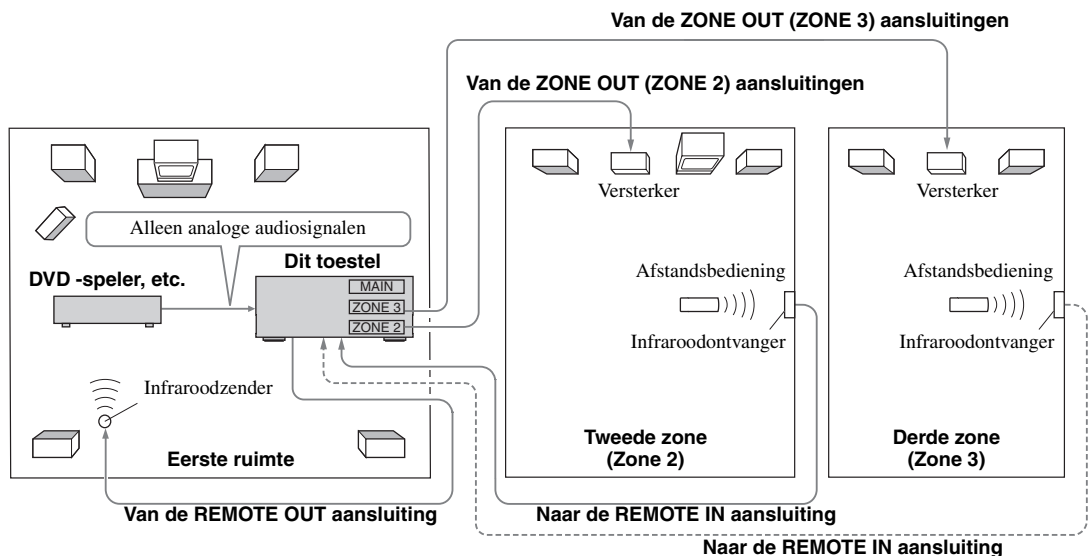 Van de ZONE OUT (ZONE 3) aansluitingen
Van de ZONE OUT (ZONE 2) aansluitingen
Versterker
Versterker
Alleen analoge audiosignalen
Dit toestel
DVD -speler, etc.
MAIN
ZONE 3
ZONE 2
Afstandsbediening
Afstandsbediening
Infraroodontvanger
Infraroodontvanger
Infraroodzender
Eerste ruimte
Tweede zone
(Zone 2)
Derde zone
(Zone 3)
Van de REMOTE OUT aansluiting
Naar de REMOTE IN aansluiting
Naar de REMOTE IN aansluiting